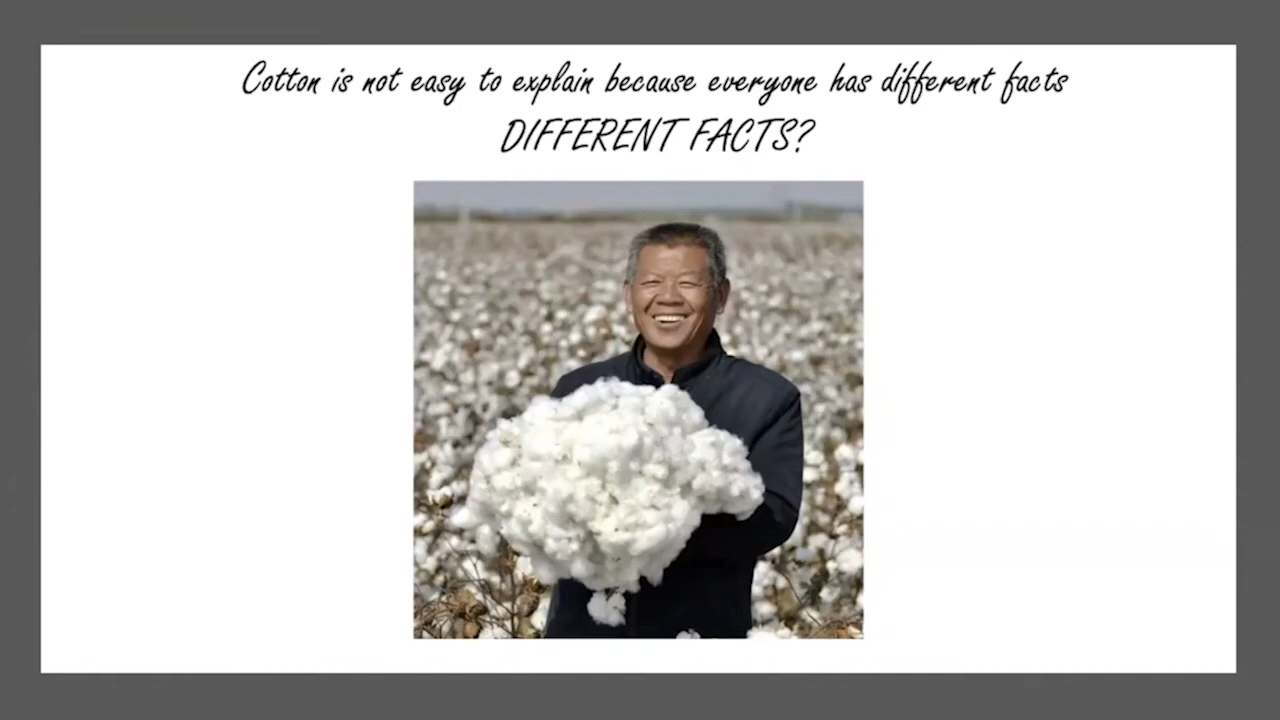 Cotton is not easy to explain because everyone has different facts
DIFFERENT FACTS?